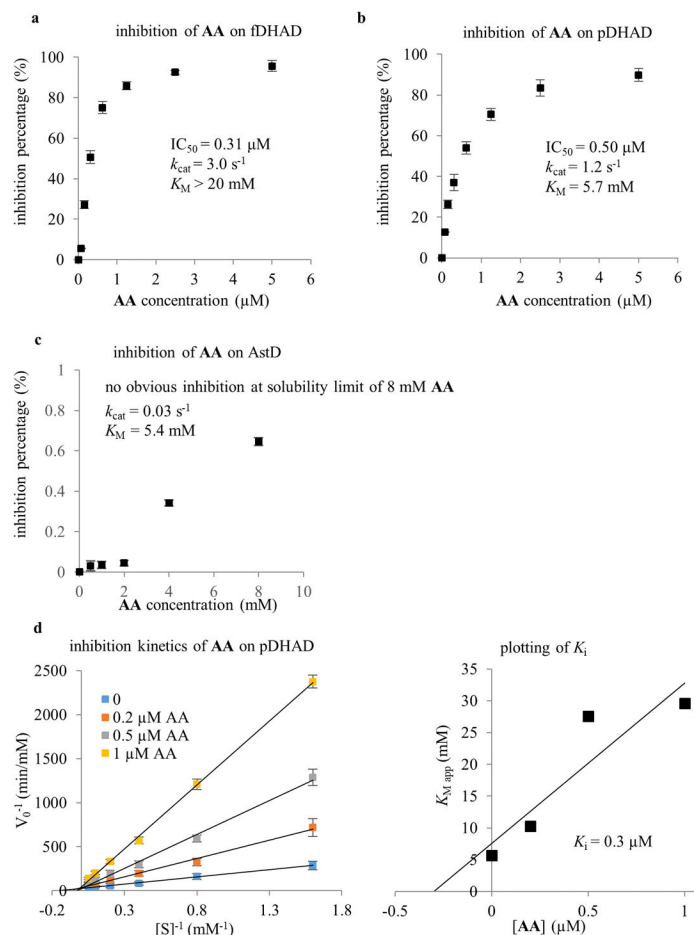 a
inhibition of AA on fDHAD
inhibition percentage (%)
100
80
60
40
20
0
IC50 = 0.31 µM
kcat = 3.0 s-1
KM > 20 mM
0 1 2 3 4 5 6
AA concentration (µM)
b
inhibition of AA on pDHAD
inhibition percentage (%)
100
80
60
40
20
0
IC50 = 0.50 µM
kcat = 1.2 s-1
KM = 5.7 mM
0 1 2 3 4 5 6
AA concentration (µM)
c
inhibition of AA on AstD
inhibition percentage (%)
1
0.8
0.6
0.4
0.2
0
no obvious inhibition at solubility limit of 8 mM AA
kcat = 0.03 s-1
KM = 5.4 mM
0 2 4 6 8 10
AA concentration (mM)
d
inhibition kinetics of AA on pDHAD
V0-1 (min/mM)
2500
2000
1500
1000
500
0
0
0.2 µM AA
0.5 µM AA
1 µM AA
-0.2 0.3 0.8 1.3 1.8
[S]-1 (mM-1)
plotting of Ki
KM app (mM)
35
30
25
20
15
10
5
0
Ki = 0.3 µM
-0.5 0 0.5 1
[AA] (µM)